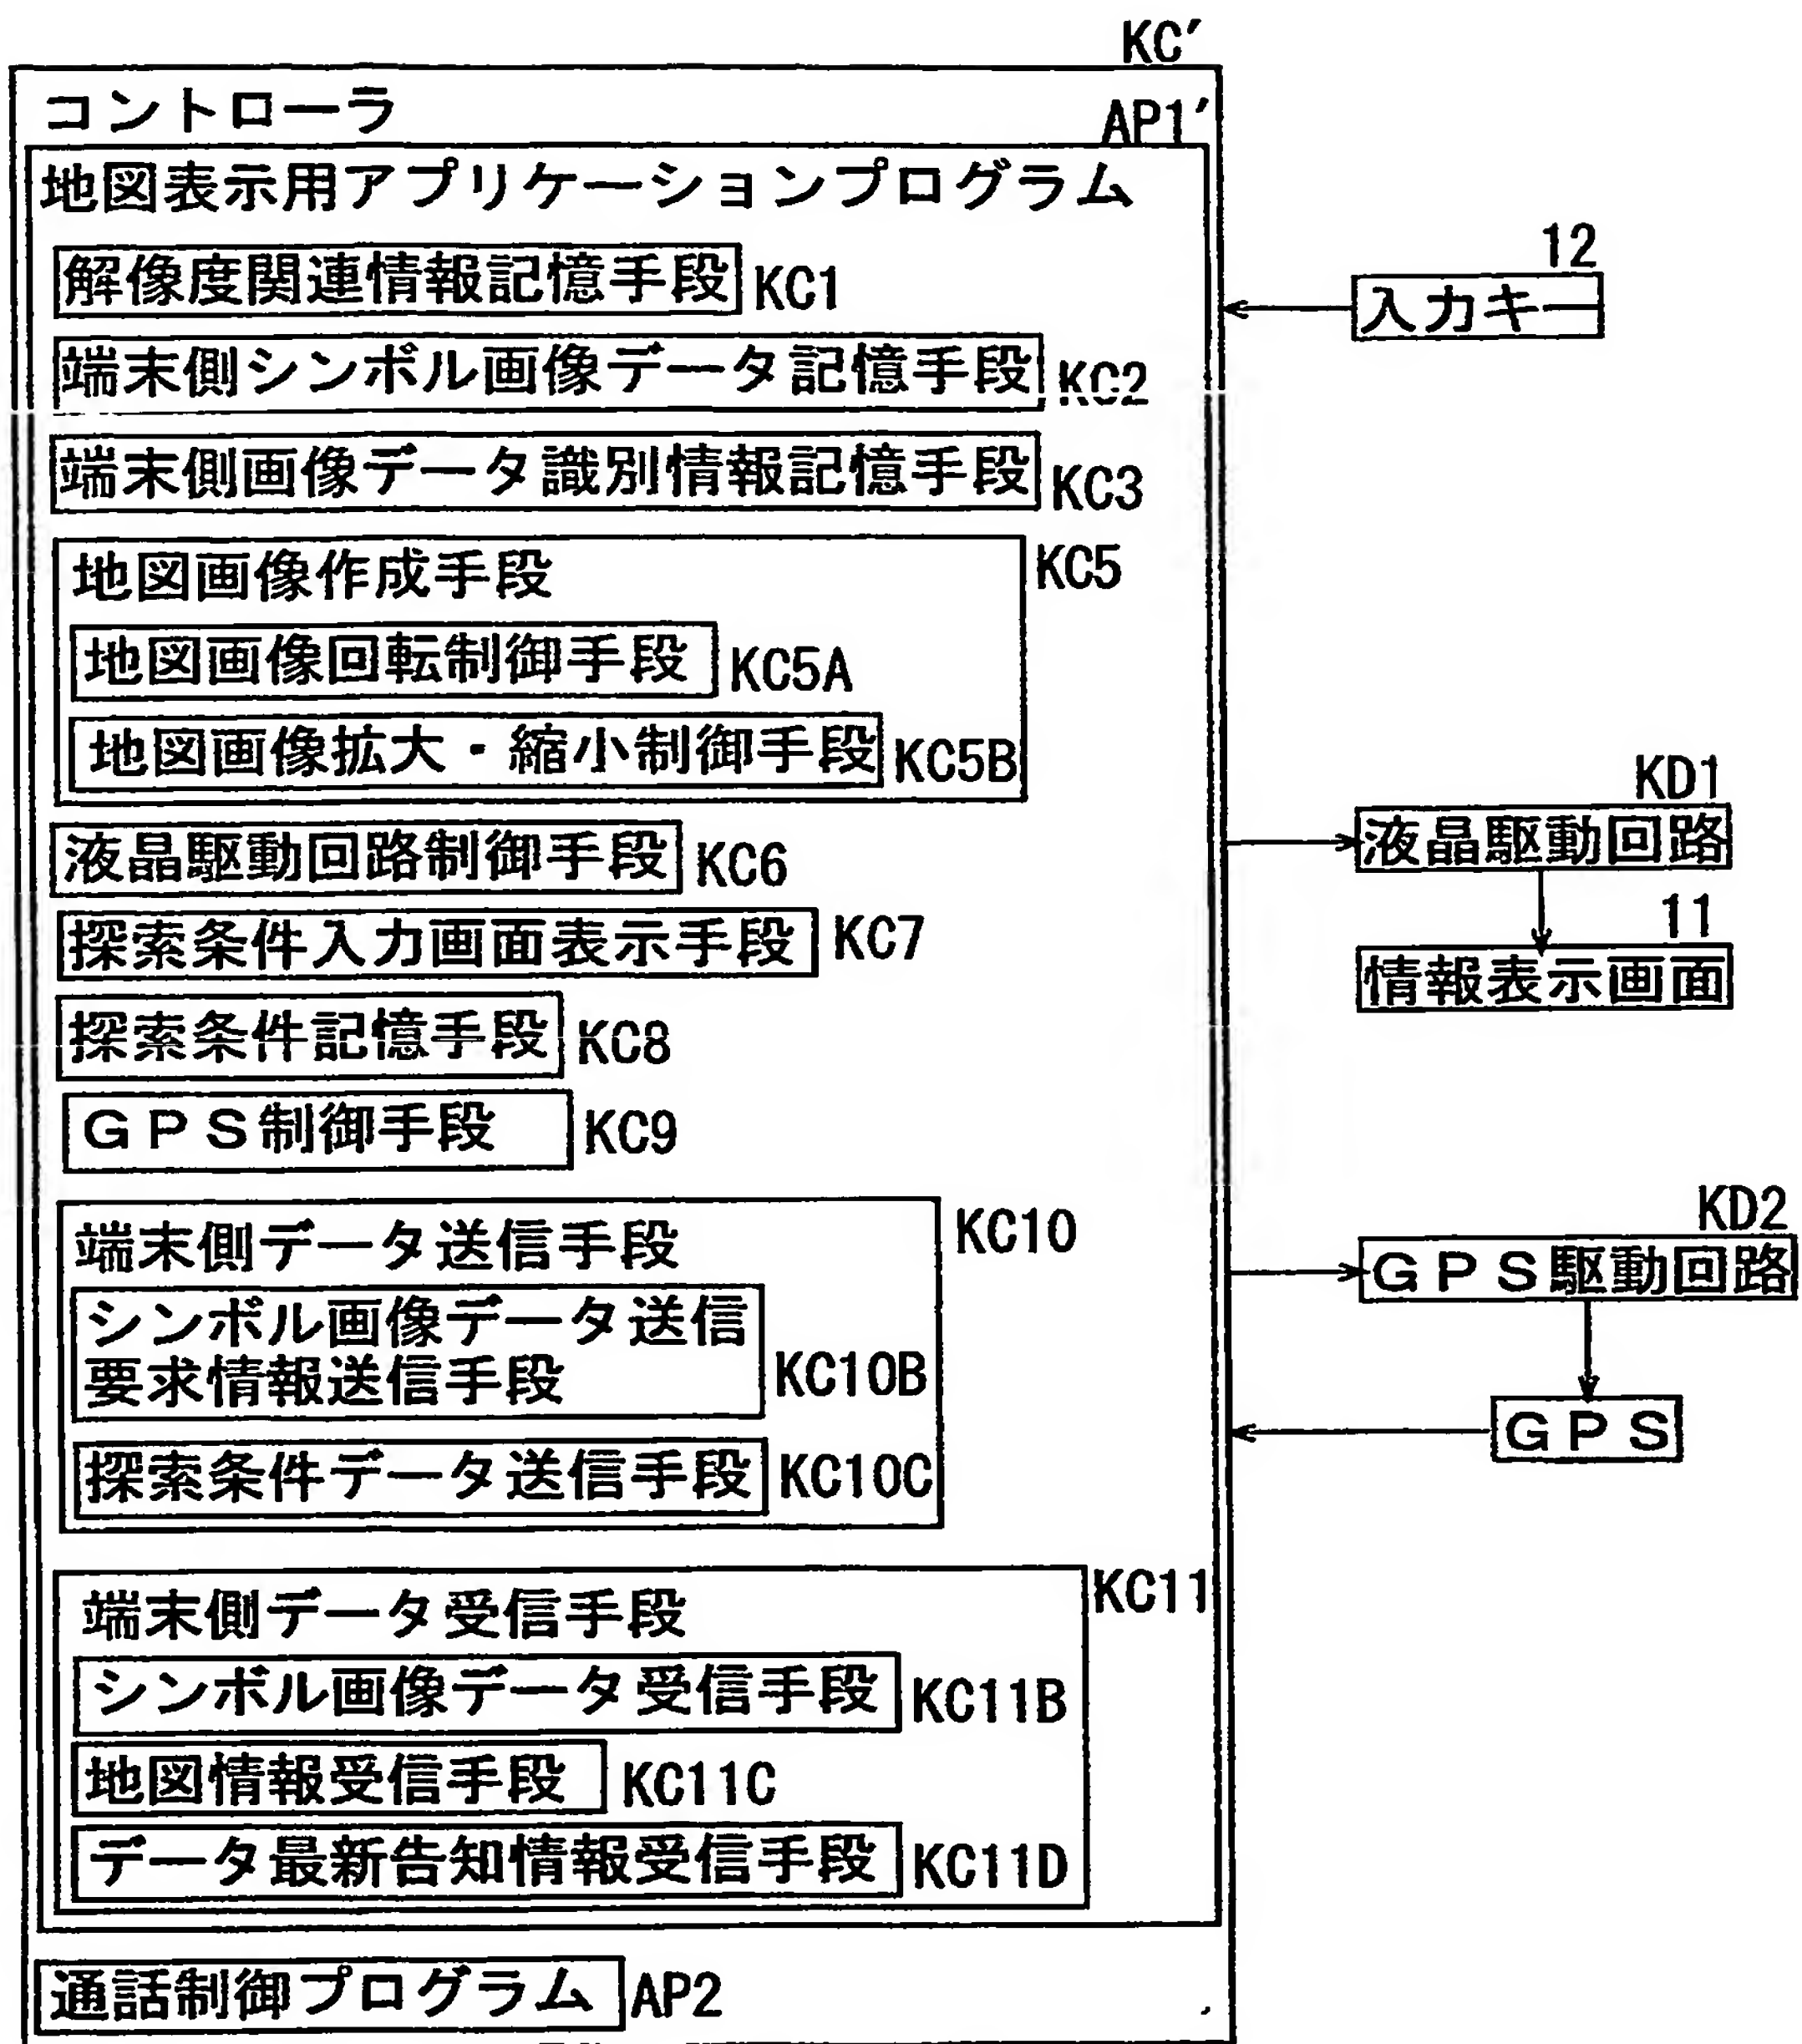 KC′
コントローラ
AP1′
地図表示用アプリケーションプログラム
解像度関連情報記憶手段 KC1
端末側シンボル画像データ記憶手段 KC2
端末側画像データ識別情報記憶手段 KC3
地図画像作成手段 KC5
地図画像回転制御手段 KC5A
地図画像拡大・縮小制御手段 KC5B
液晶駆動回路制御手段 KC6
探索条件入力画面表示手段 KC7
探索条件記憶手段 KC8
GPS制御手段 KC9
端末側データ送信手段 KC10
シンボル画像データ送信
要求情報送信手段 KC10B
探索条件データ送信手段 KC10C
端末側データ受信手段 KC11
シンボル画像データ受信手段 KC11B
地図情報受信手段 KC11C
データ最新告知情報受信手段 KC11D
通話制御プログラム AP2
12
入力キー
KD1
液晶駆動回路
11
情報表示画面
KD2
GPS駆動回路
GPS